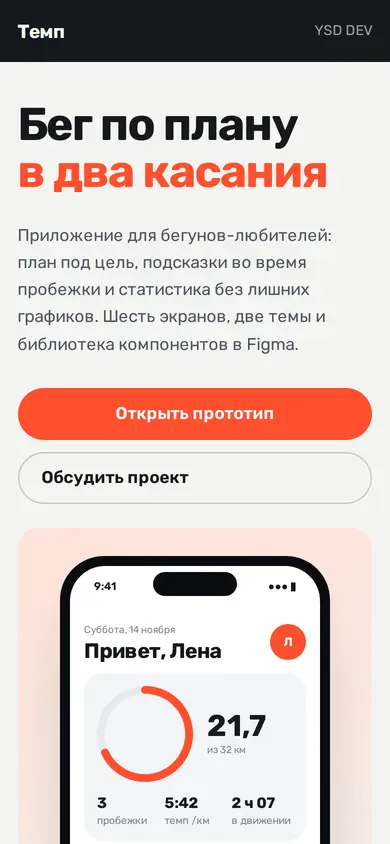 Темп
YSD DEV
Бег по плану
в два касания
Приложение для бегунов-любителей:
план под цель, подсказки во время
пробежки и статистика без лишних
графиков. Шесть экранов, две темы и
библиотека компонентов в Figma.
Открыть прототип
Обсудить проект
9:41
Суббота, 14 ноября
Привет, Лена
Л
21,7
из 32 км
3
5:42
2 ч 07
пробежки
темп /км
в движении